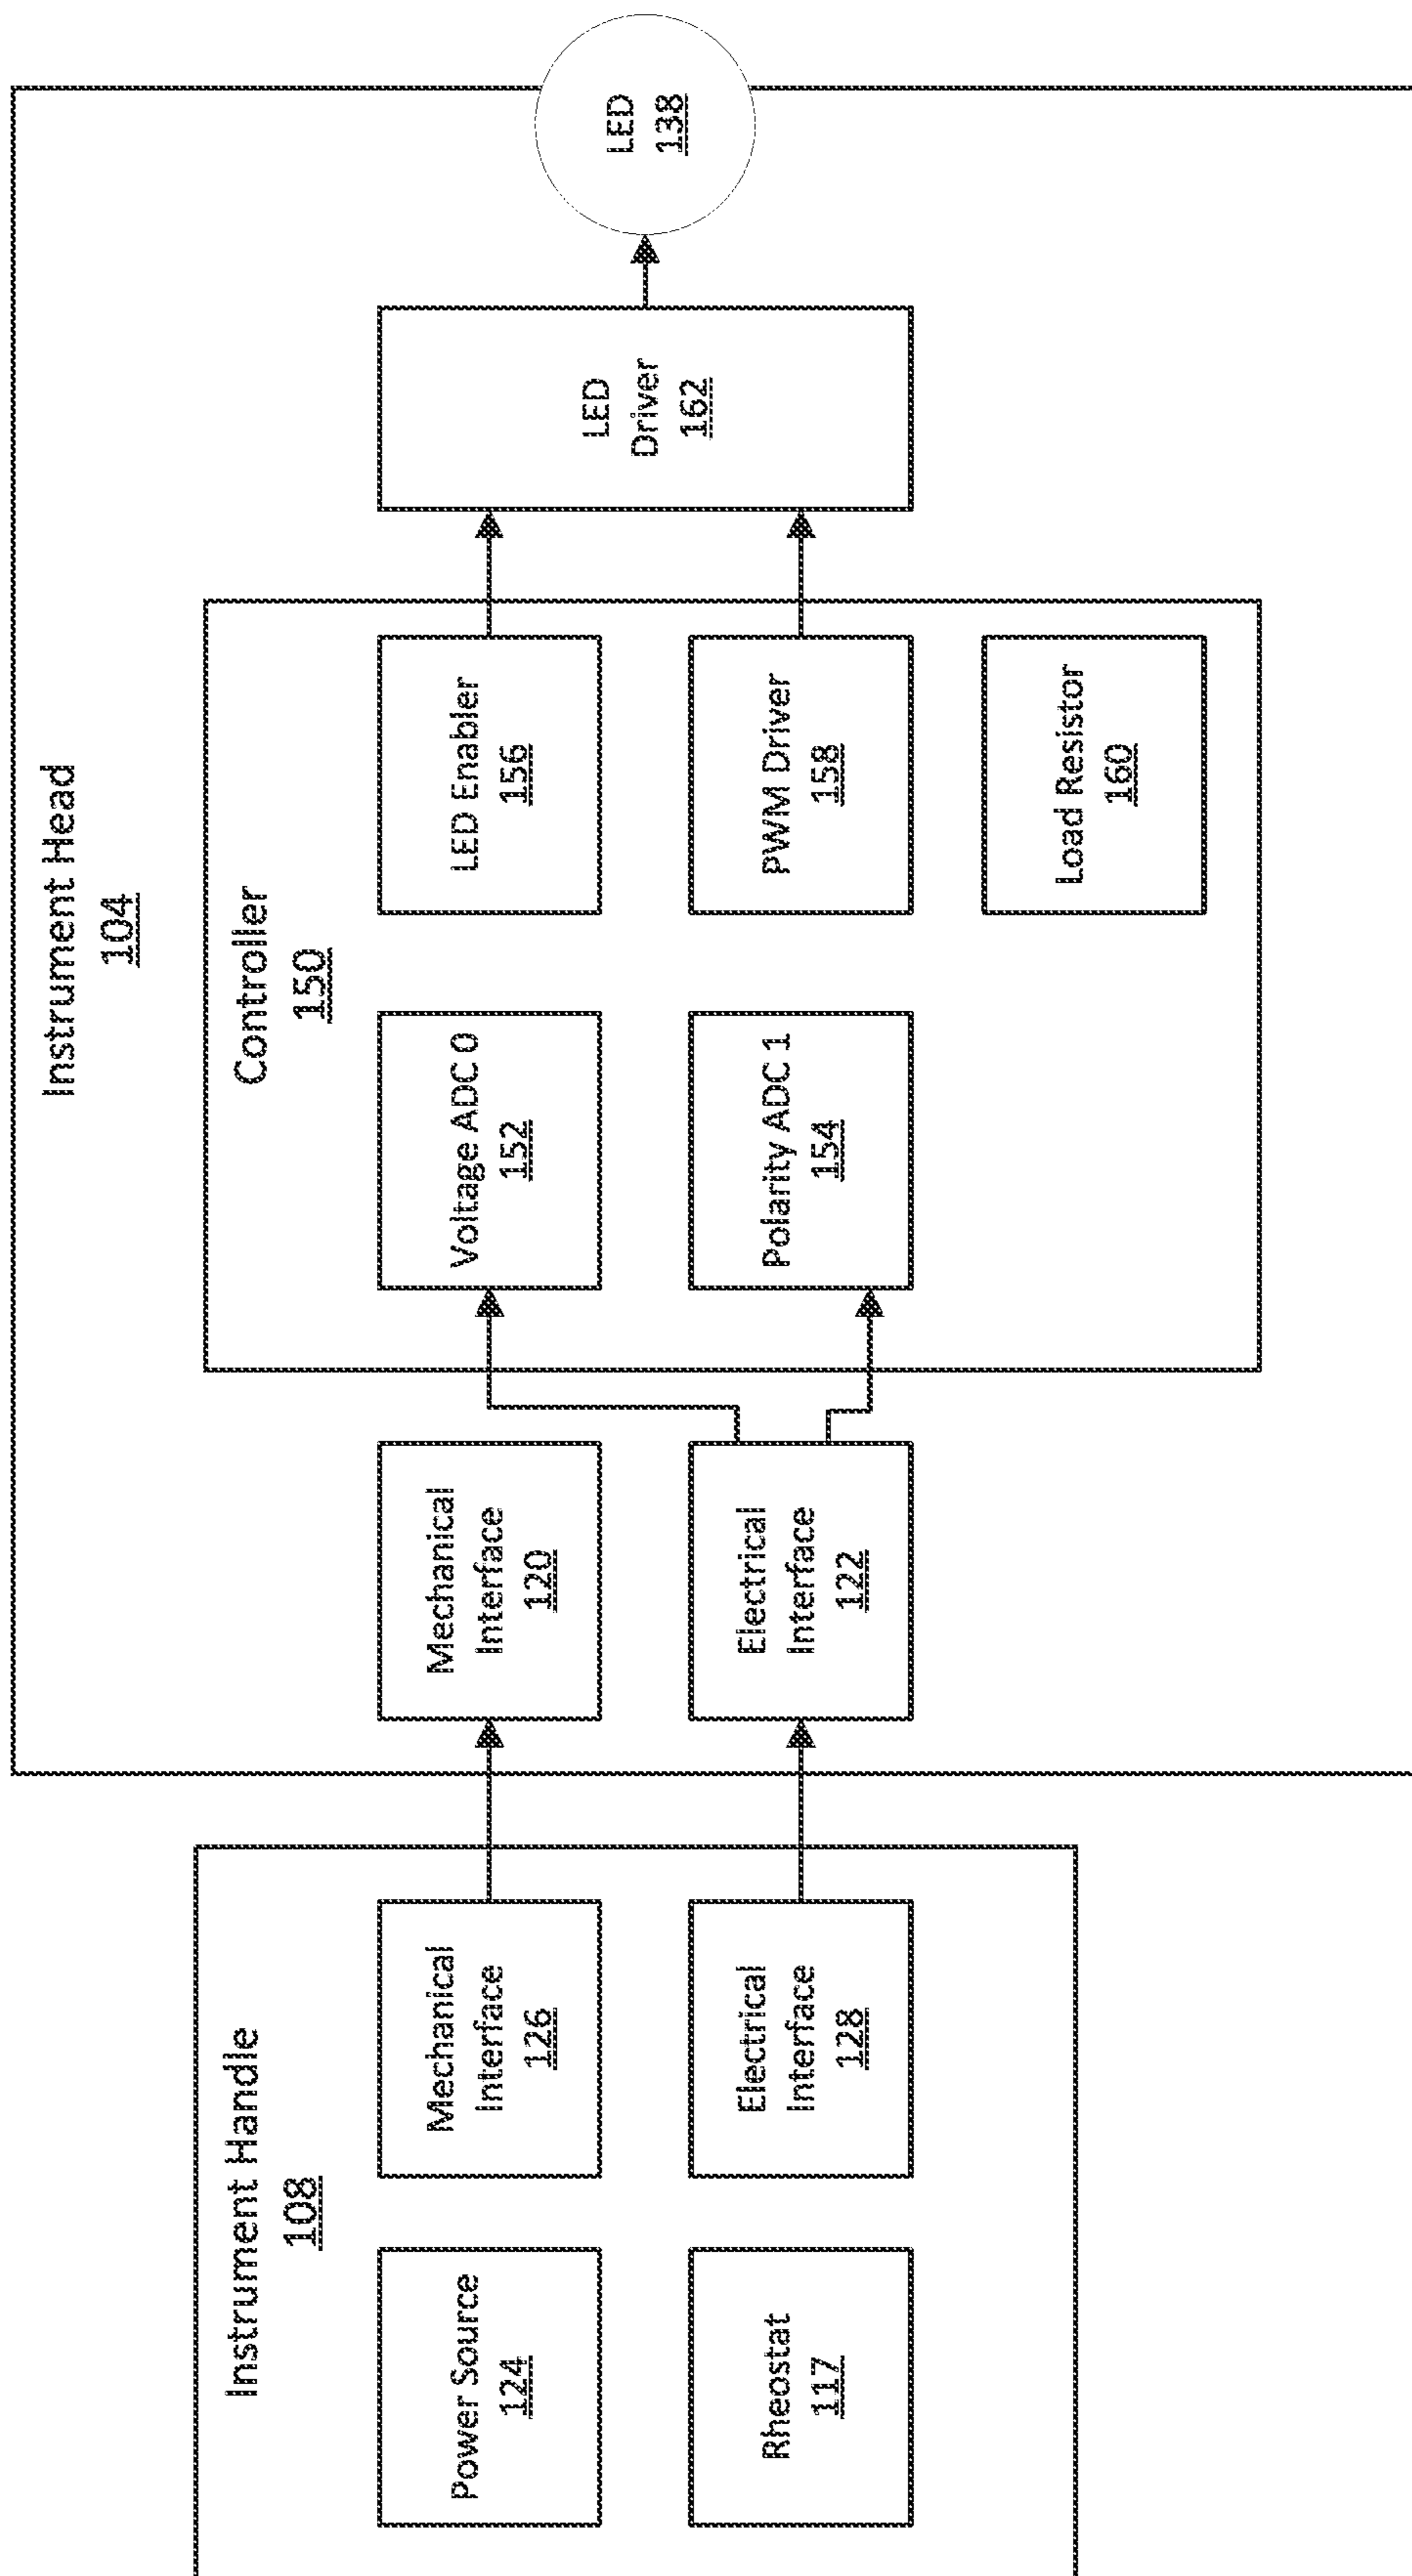 Instrument Handle
108
Power Source
124
Mechanical
Interface
126
Rheostat
117
Electrical
Interface
128
Instrument Head
104
Mechanical
Interface
120
Electrical
Interface
122
Controller
150
Voltage ADC 0
152
LED Enabler
156
Polarity ADC 1
154
PWM Driver
158
Load Resistor
160
LED
Driver
162
LED
138